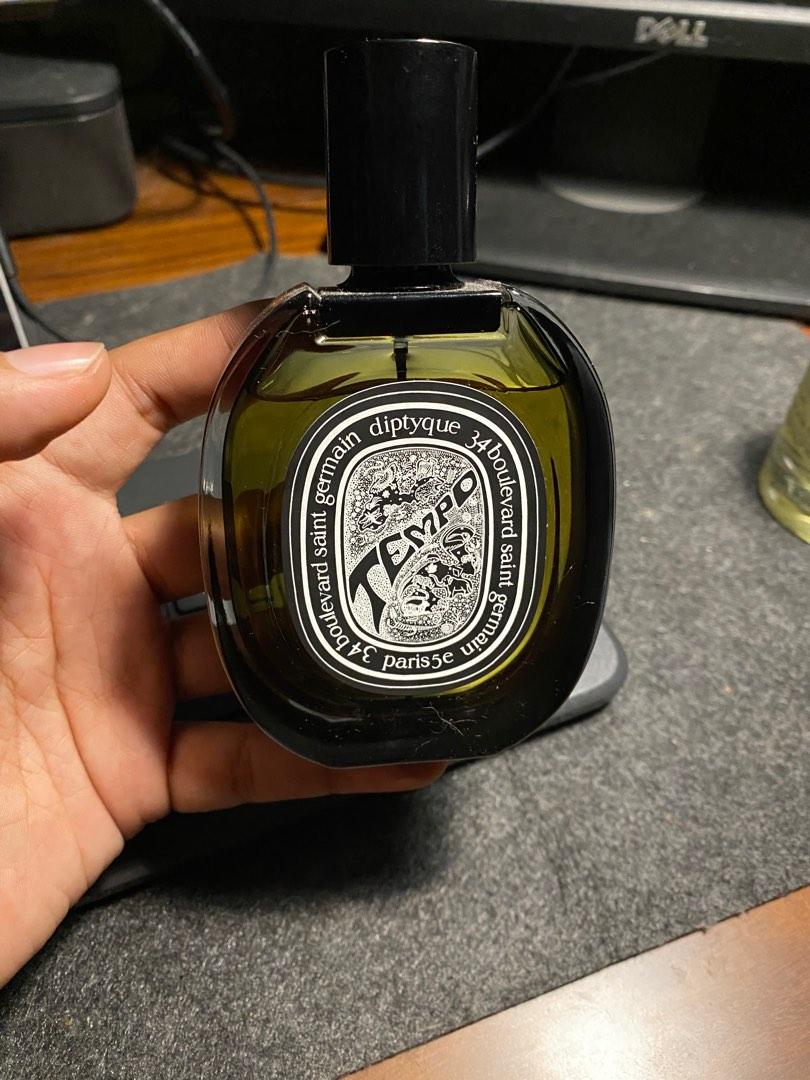 DELL
diptyque
34 boulevard saint germain
paris5e
34 boulevard saint germain
TEMPO